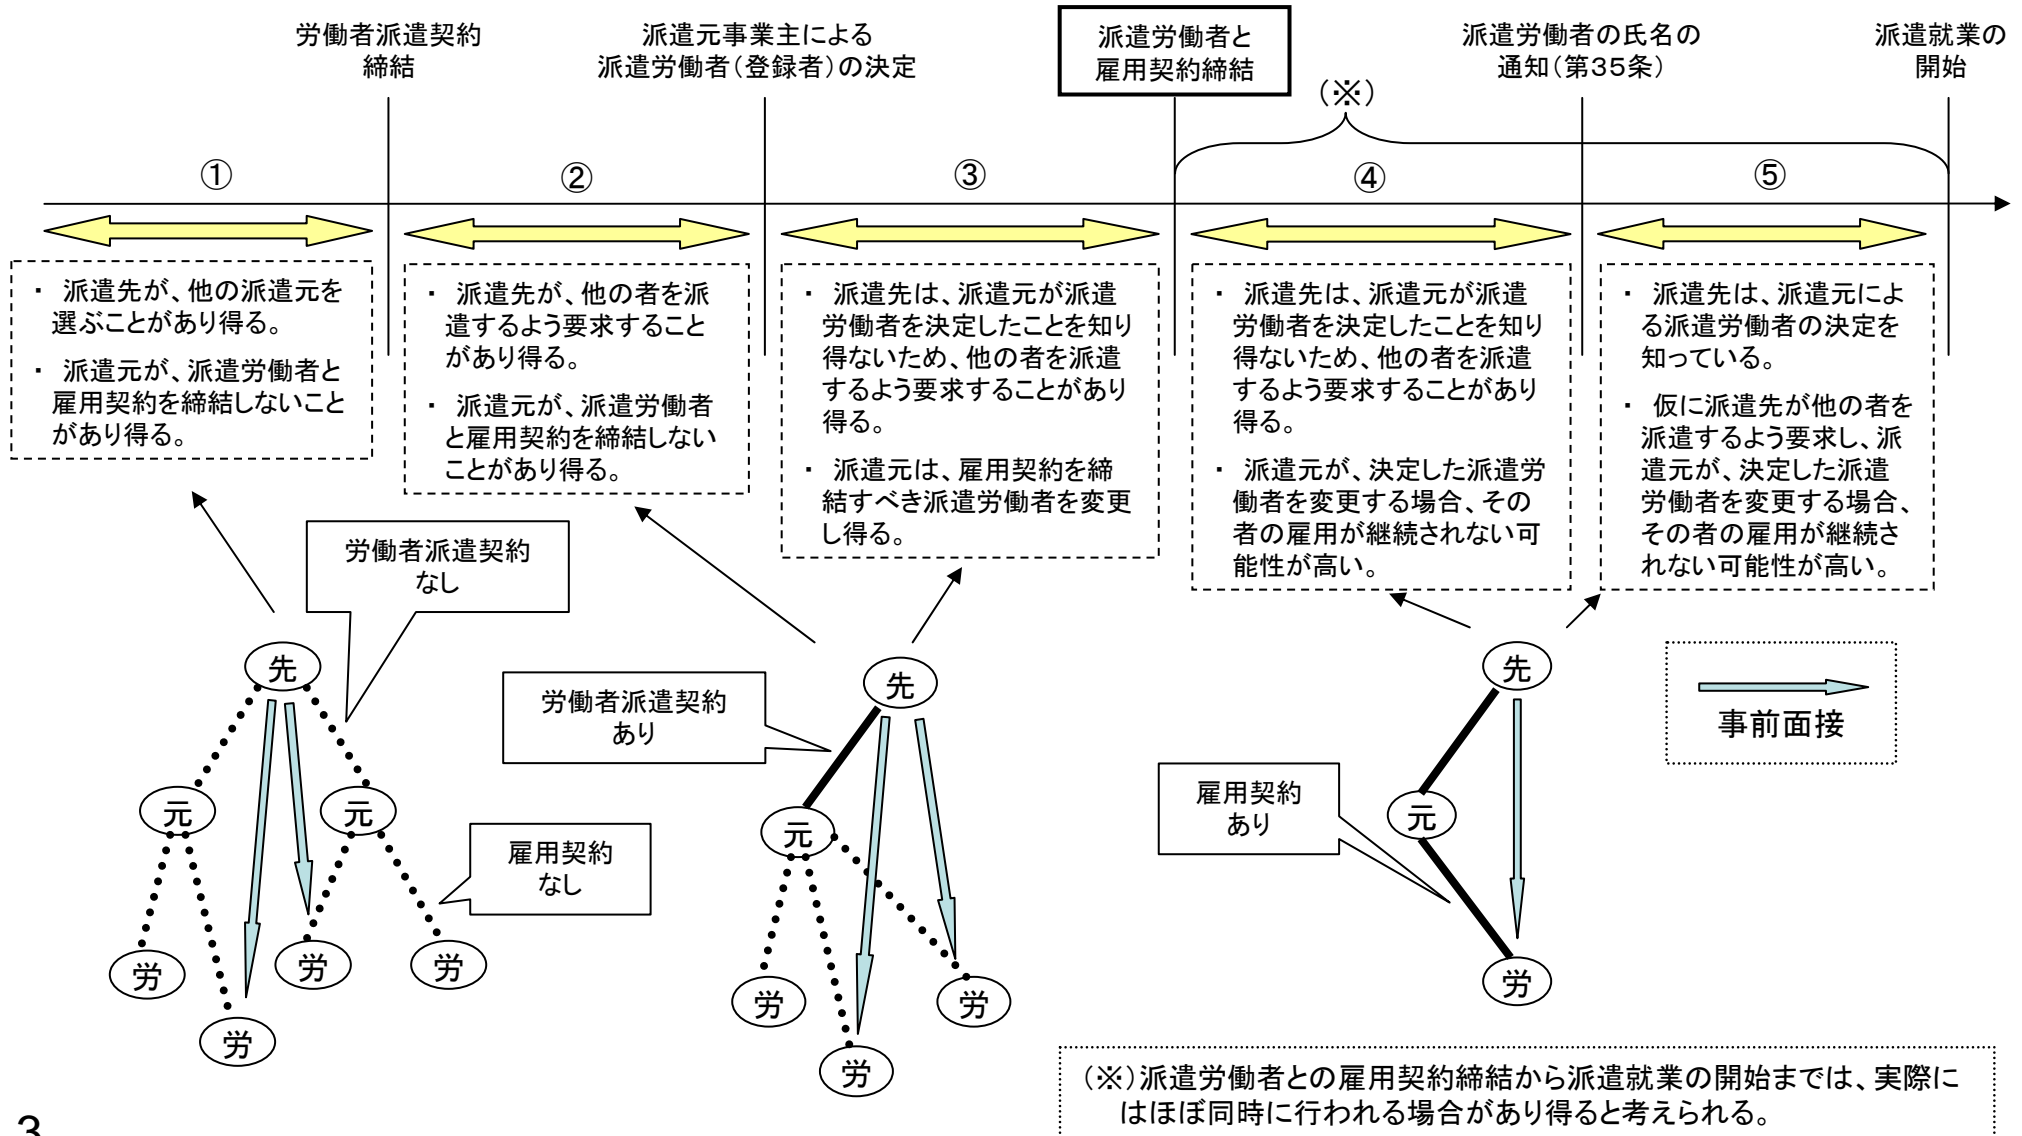 労働者派遣契約
締結
派遣元事業主による
派遣労働者(登録者)の決定
派遣労働者と
雇用契約締結
派遣労働者の氏名の
通知(第35条)
派遣就業の
開始
(※)
①
②
③
④
⑤
・ 派遣先が、他の派遣元を
選ぶことがあり得る。
・ 派遣元が、派遣労働者と
雇用契約を締結しないこと
があり得る。
・ 派遣先が、他の者を派
遣するよう要求すること
があり得る。
・ 派遣元が、派遣労働者
と雇用契約を締結しない
ことがあり得る。
・ 派遣先は、派遣元が派遣
労働者を決定したことを知り
得ないため、他の者を派遣
するよう要求することがあり
得る。
・ 派遣元は、雇用契約を締
結すべき派遣労働者を変更
し得る。
・ 派遣先は、派遣元が派遣
労働者を決定したことを知り
得ないため、他の者を派遣
するよう要求することがあり
得る。
・ 派遣元が、決定した派遣労
働者を変更する場合、その
者の雇用が継続されない可
能性が高い。
・ 派遣先は、派遣元によ
る派遣労働者の決定を
知っている。
・ 仮に派遣先が他の者を
派遣するよう要求し、派
遣元が、決定した派遣
労働者を変更する場合、
その者の雇用が継続さ
れない可能性が高い。
労働者派遣契約
なし
先
元
元
雇用契約
なし
労
労
労
労
労働者派遣契約
あり
先
元
労
労
労
雇用契約
あり
先
元
労
事前面接
(※)派遣労働者との雇用契約締結から派遣就業の開始までは、実際に
はほぼ同時に行われる場合があり得ると考えられる。
3